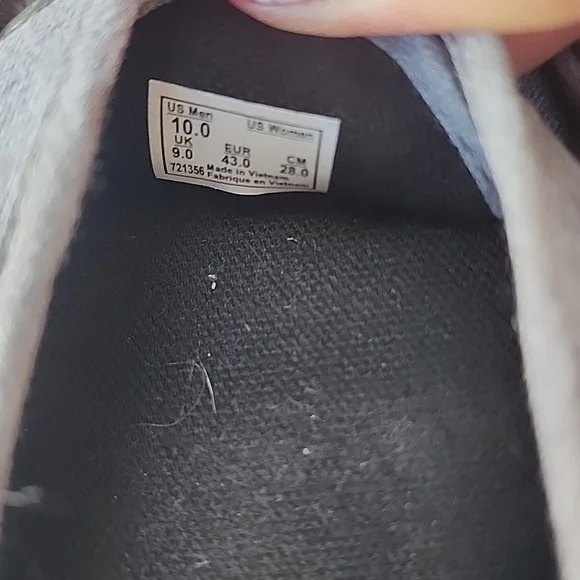 US Men US Women
10.0
UK EUR CM
9.0 43.0 28.0
721356 Made in Vietnam
Fabrique en Vietnam